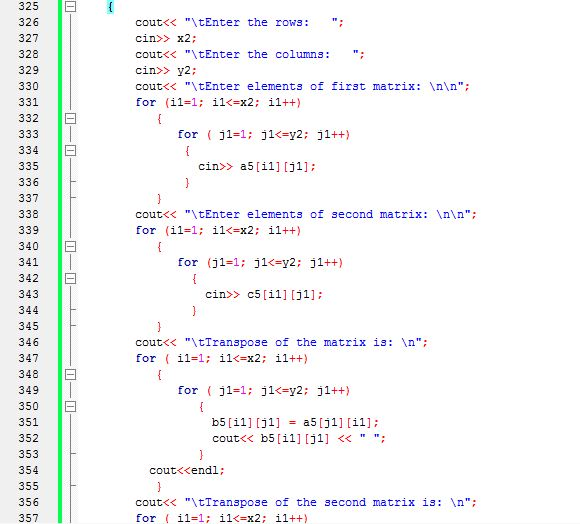 325 {
326 cout<< "\tEnter the rows:   ";
327 cin>> x2;
328 cout<< "\tEnter the columns:   ";
329 cin>> y2;
330 cout<< "\tEnter elements of first matrix: \n\n";
331 for (i1=1; i1<=x2; i1++)
332 {
333 for ( j1=1; j1<=y2; j1++)
334 {
335 cin>> a5[i1][j1];
336 }
337 }
338 cout<< "\tEnter elements of second matrix: \n\n";
339 for (i1=1; i1<=x2; i1++)
340 {
341 for (j1=1; j1<=y2; j1++)
342 {
343 cin>> c5[i1][j1];
344 }
345 }
346 cout<< "\tTranspose of the matrix is: \n";
347 for ( i1=1; i1<=x2; i1++)
348 {
349 for ( j1=1; j1<=y2; j1++)
350 {
351 b5[i1][j1] = a5[j1][i1];
352 cout<< b5[i1][j1] << " ";
353 }
354 cout<<endl;
355 }
356 cout<< "\tTranspose of the second matrix is: \n";
357 for ( i1=1; i1<=x2; i1++)